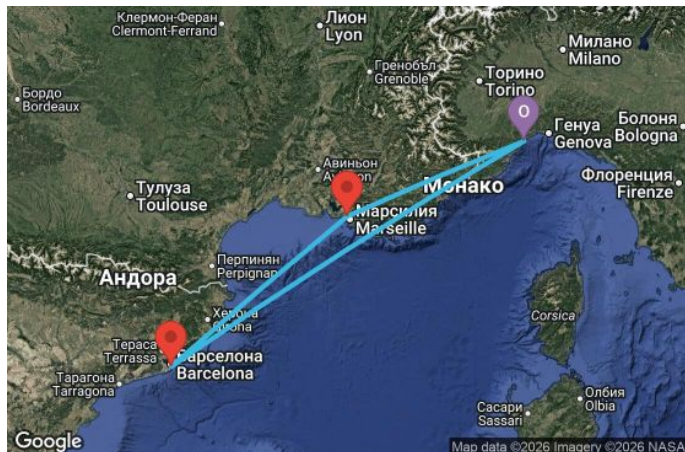 Клермон-Феран
Clermont-Ferrand
Лион
Lyon
Милано
Milano
Гренобъл
Grenoble
Торино
Torino
Бордо
Bordeaux
O
Генуа
Genova
Болоня
Bologna
Авиньон
Тулуза
Toulouse
Монако
Флоренция
Firenze
Марсилия
Marseille
Перпинян
Perpignan
Андора
Corsica
Тераса
Terrassa
Барселона
Barcelona
Тарагона
Tarragona
Олбия
Olbia
Сасари
Sassari
Google
Map data ©2026 Imagery ©2026 NASA